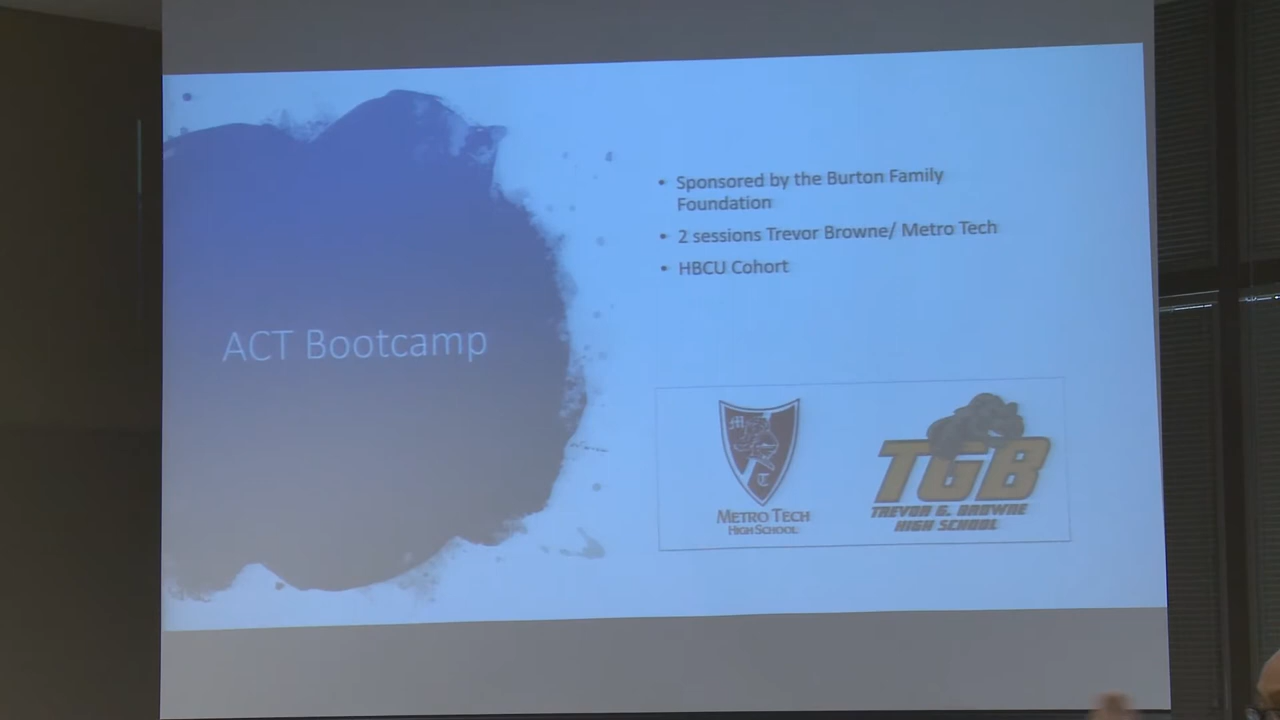 ACT Bootcamp
• Sponsored by the Burton Family
Foundation
• 2 sessions Trevor Browne/ Metro Tech
• HBCU Cohort
M
T
METRO TECH
HIGH SCHOOL
TGB
TREVOR G. BROWNE
HIGH SCHOOL